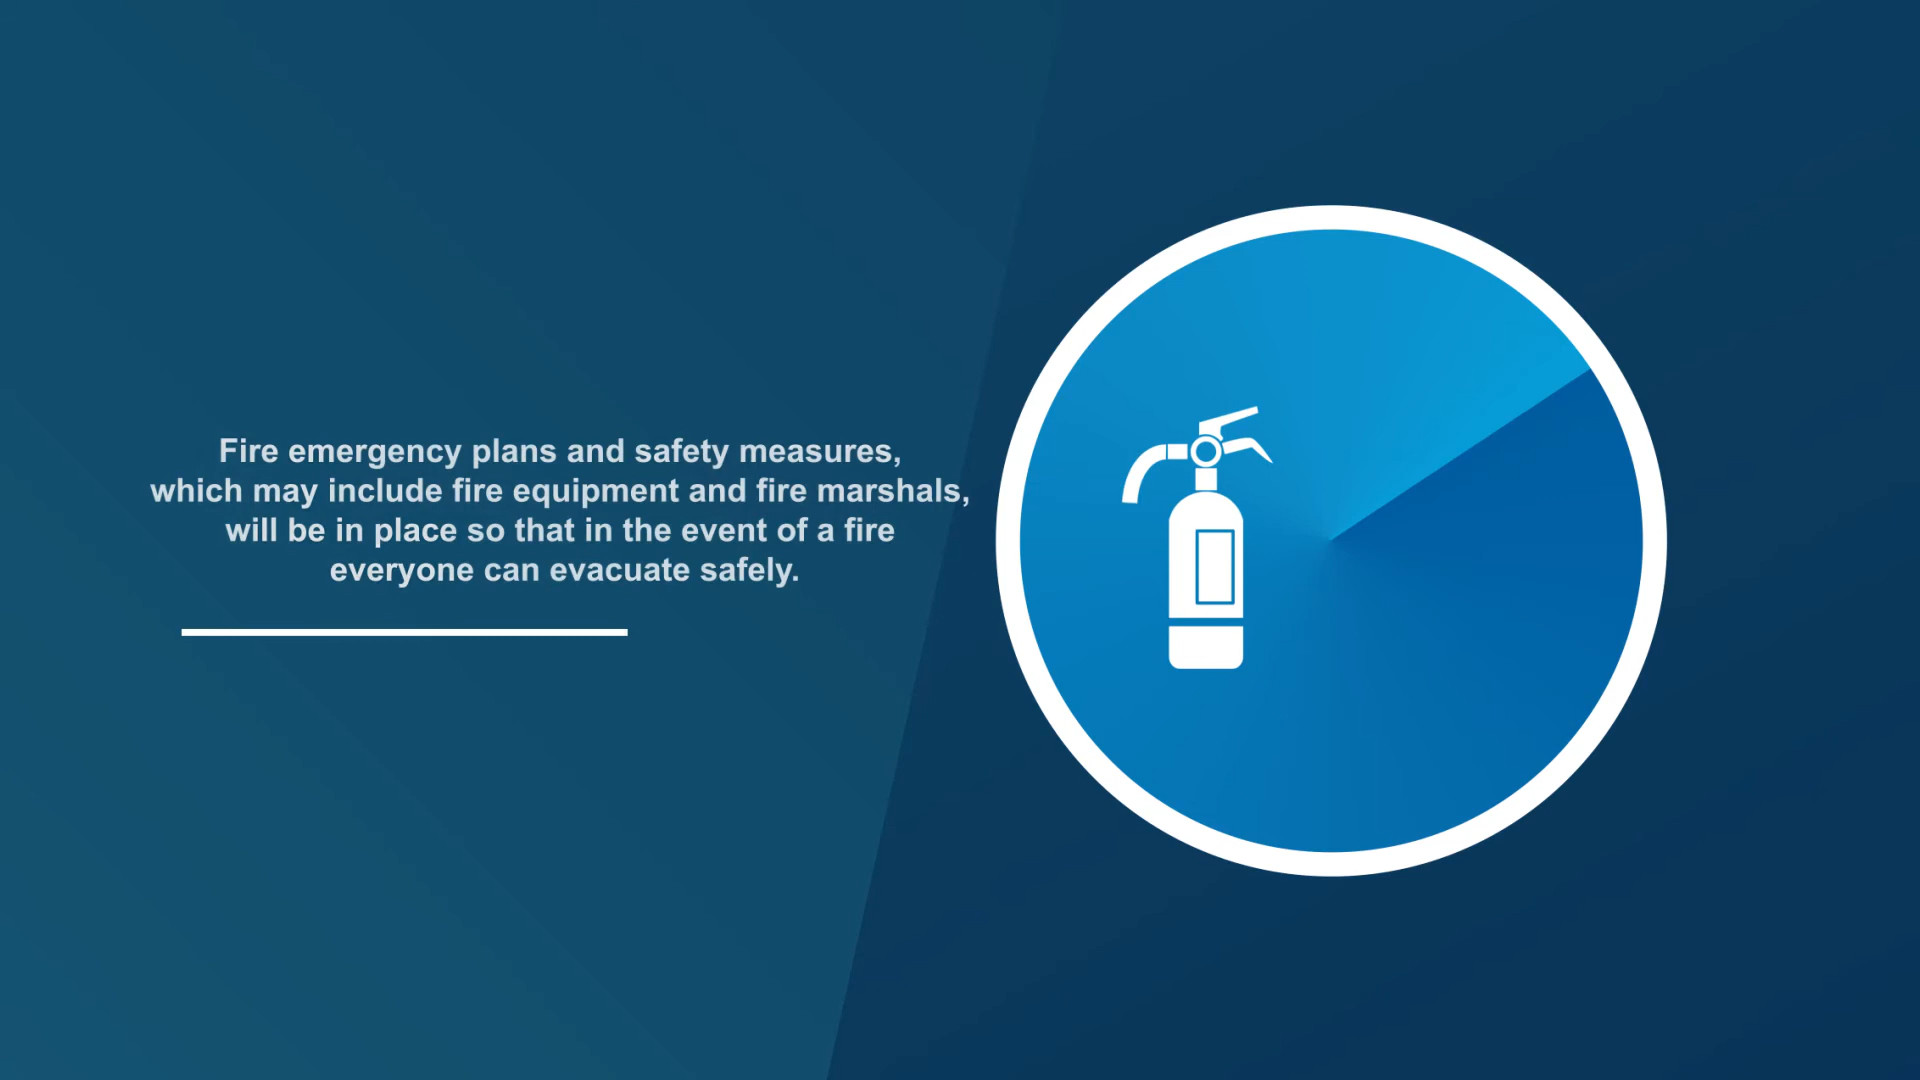 Fire emergency plans and safety measures,
which may include fire equipment and fire marshals,
will be in place so that in the event of a fire
everyone can evacuate safely.